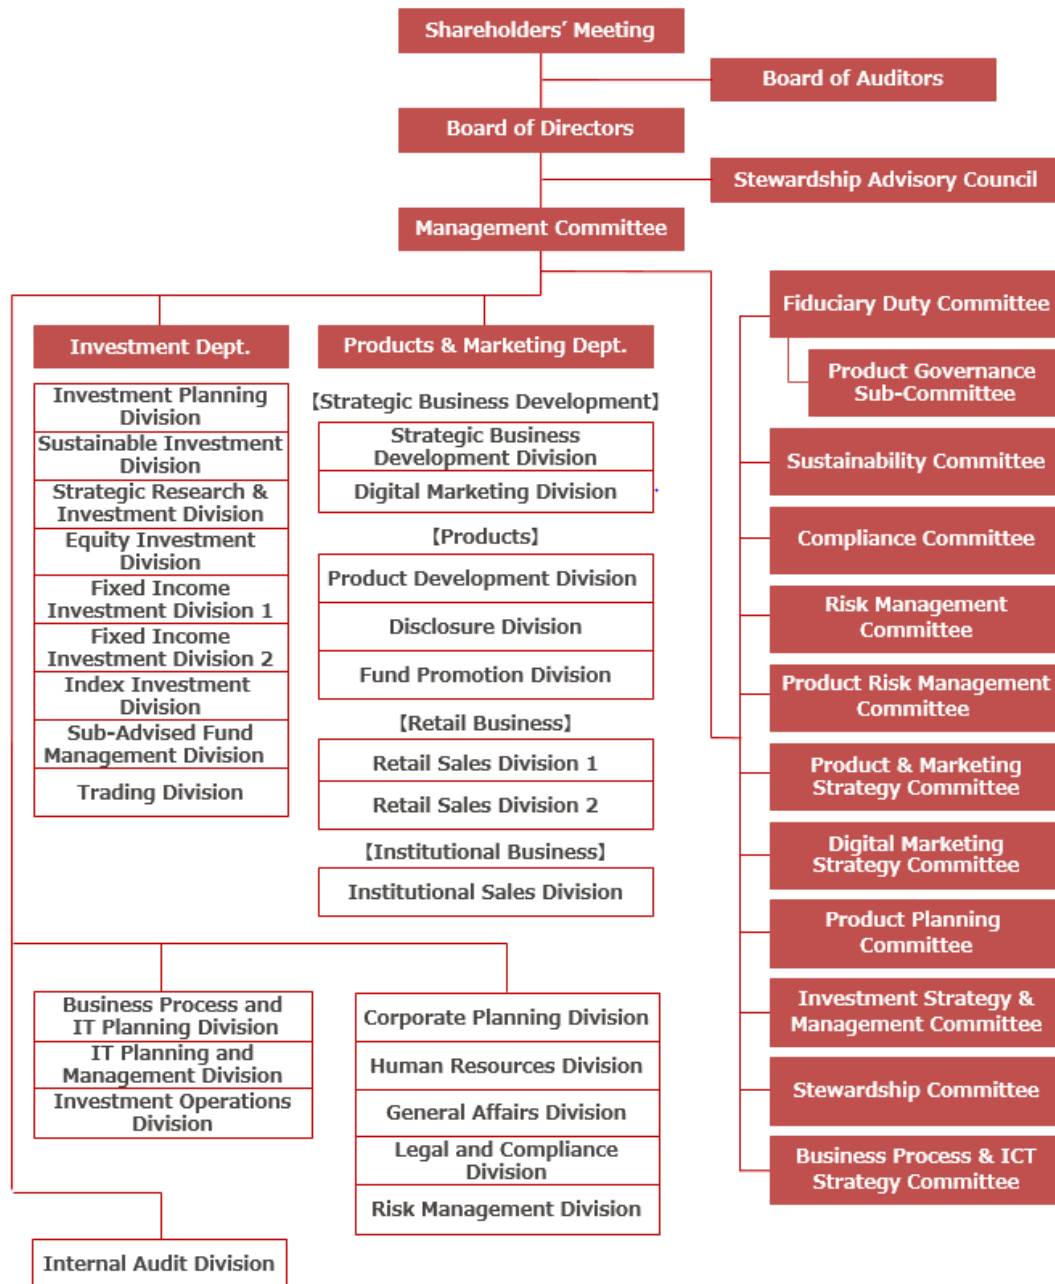 Shareholders’ Meeting
Board of Auditors
Board of Directors
Stewardship Advisory Council
Management Committee
Investment Dept.
Investment Planning
Division
Sustainable Investment
Division
Strategic Research &
Investment Division
Equity Investment
Division
Fixed Income
Investment Division 1
Fixed Income
Investment Division 2
Index Investment
Division
Sub-Advised Fund
Management Division
Trading Division
Products & Marketing Dept.
【Strategic Business Development】
Strategic Business
Development Division
Digital Marketing Division
【Products】
Product Development Division
Disclosure Division
Fund Promotion Division
【Retail Business】
Retail Sales Division 1
Retail Sales Division 2
【Institutional Business】
Institutional Sales Division
Business Process and
IT Planning Division
IT Planning and
Management Division
Investment Operations
Division
Corporate Planning Division
Human Resources Division
General Affairs Division
Legal and Compliance
Division
Risk Management Division
Internal Audit Division
Fiduciary Duty Committee
Product Governance
Sub-Committee
Sustainability Committee
Compliance Committee
Risk Management
Committee
Product Risk Management
Committee
Product & Marketing
Strategy Committee
Digital Marketing
Strategy Committee
Product Planning
Committee
Investment Strategy &
Management Committee
Stewardship Committee
Business Process & ICT
Strategy Committee